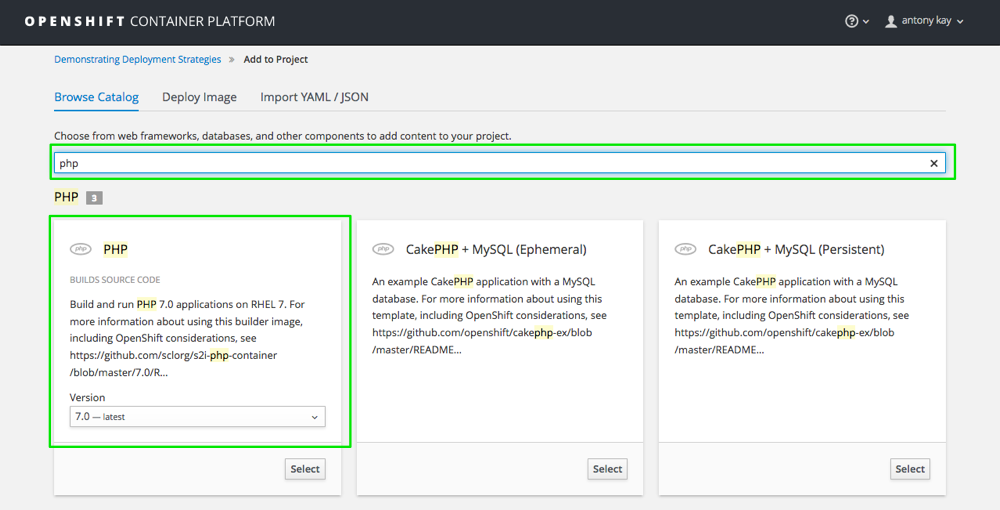 OPENSHIFT CONTAINER PLATFORM
? antony kay
Demonstrating Deployment Strategies » Add to Project
Browse Catalog Deploy Image Import YAML / JSON
Choose from web frameworks, databases, and other components to add content to your project.
php ×
PHP 3
php PHP
BUILDS SOURCE CODE
Build and run PHP 7.0 applications on RHEL 7. For
more information about using this builder image,
including OpenShift considerations, see
https://github.com/sclorg/s2i-php-container
/blob/master/7.0/R...
Version
7.0 — latest
Select
php CakePHP + MySQL (Ephemeral)
An example CakePHP application with a MySQL
database. For more information about using this
template, including OpenShift considerations, see
https://github.com/openshift/cakephp-ex/blob
/master/README...
Select
php CakePHP + MySQL (Persistent)
An example CakePHP application with a MySQL
database. For more information about using this
template, including OpenShift considerations, see
https://github.com/openshift/cakephp-ex/blob
/master/README...
Select